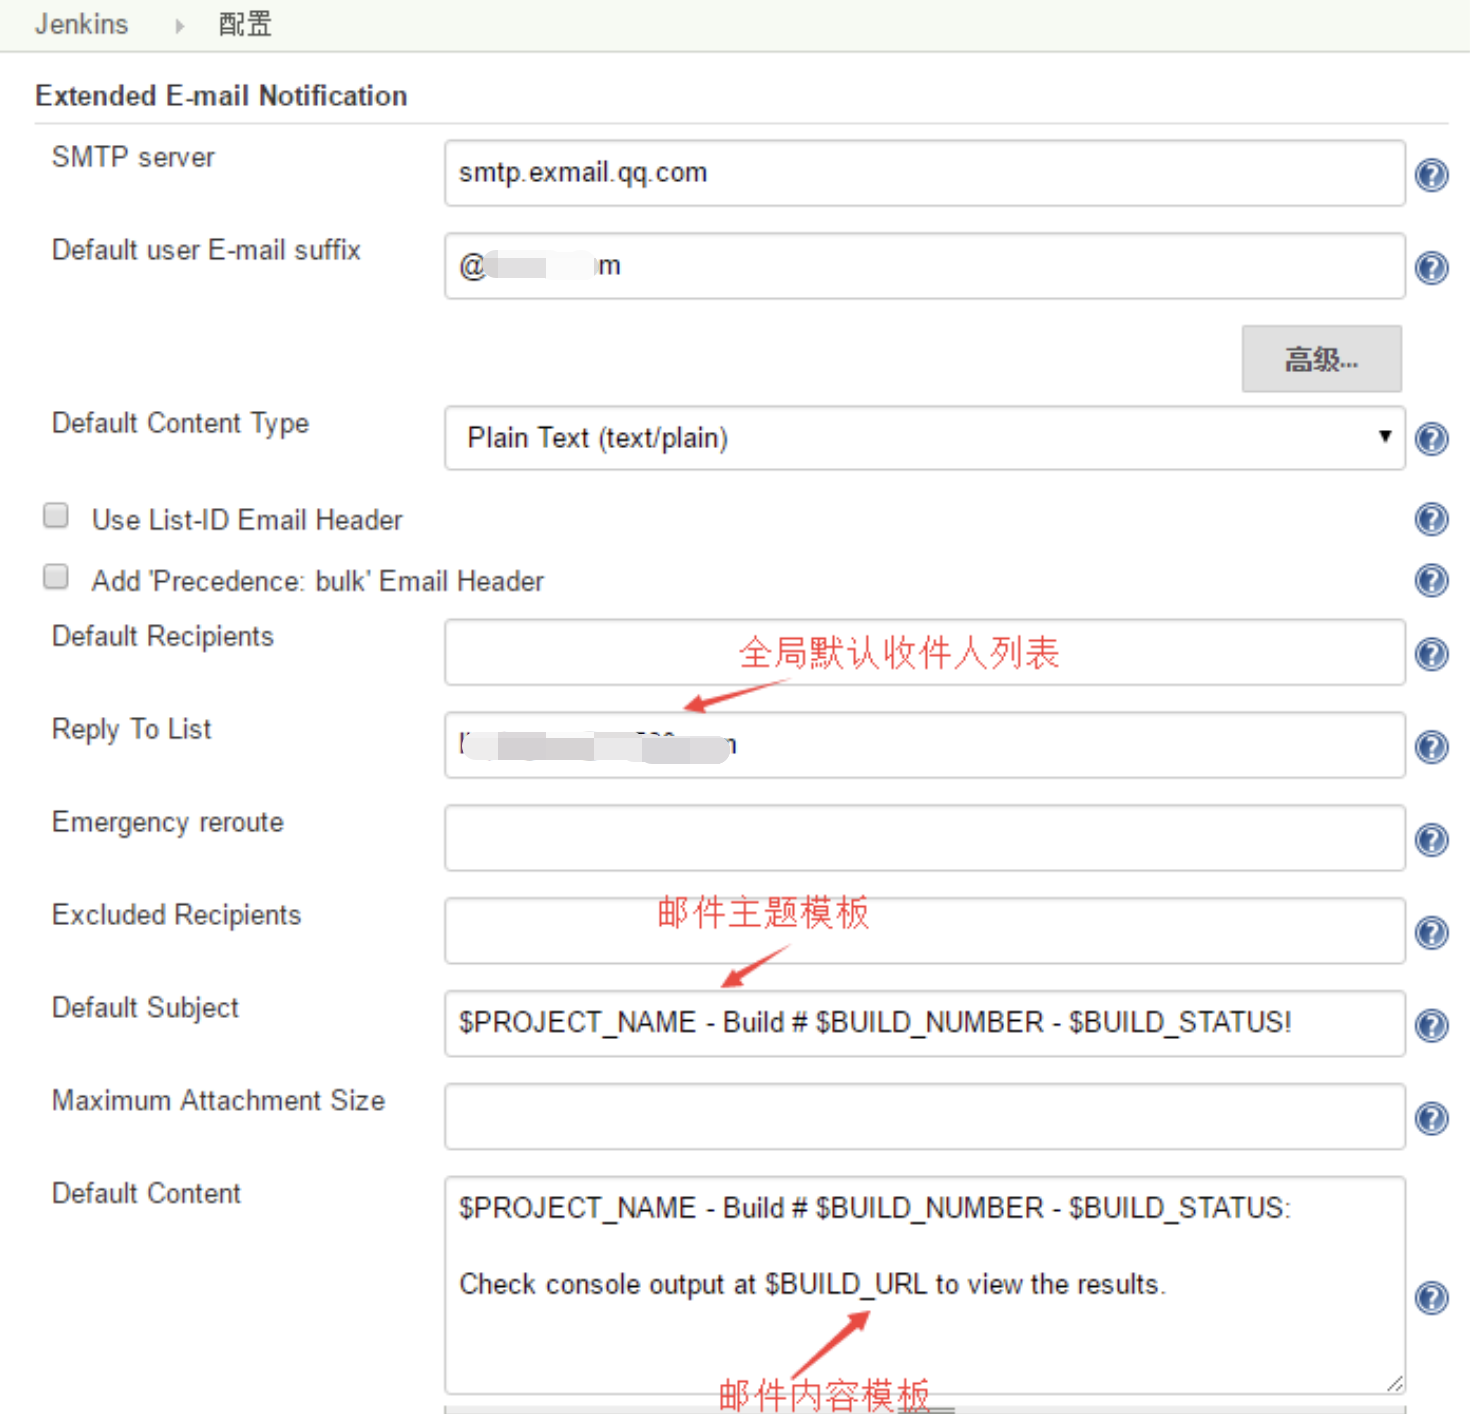 Jenkins 配置
Extended E-mail Notification
SMTP server
smtp.exmail.qq.com
Default user E-mail suffix
@ m
高级...
Default Content Type
Plain Text (text/plain)
Use List-ID Email Header
Add 'Precedence: bulk' Email Header
Default Recipients
全局默认收件人列表
Reply To List
Emergency reroute
Excluded Recipients
邮件主题模板
Default Subject
$PROJECT_NAME - Build # $BUILD_NUMBER - $BUILD_STATUS!
Maximum Attachment Size
Default Content
$PROJECT_NAME - Build # $BUILD_NUMBER - $BUILD_STATUS:
Check console output at $BUILD_URL to view the results.
邮件内容模板